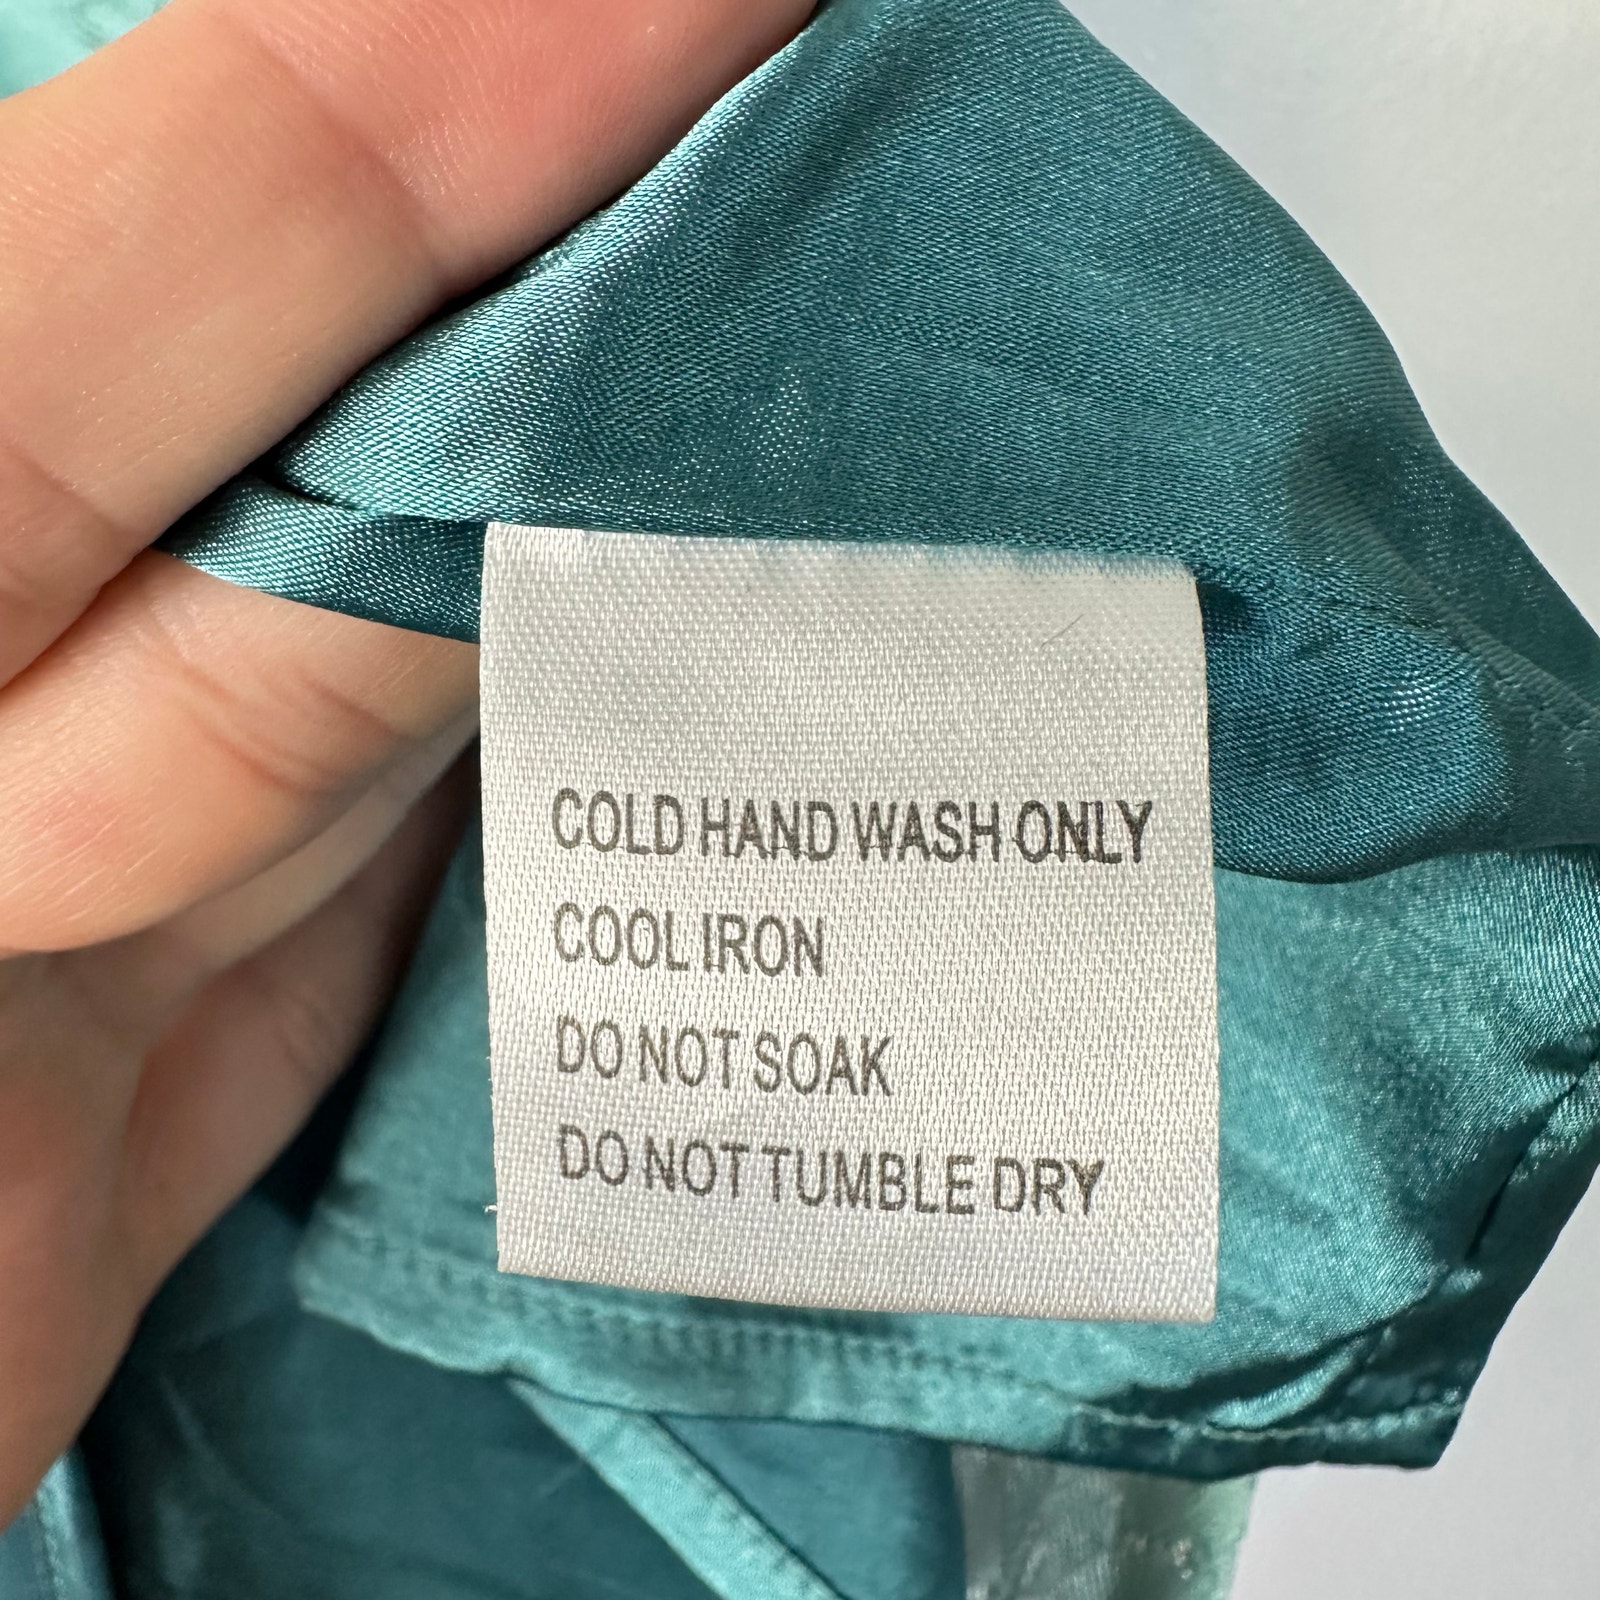 COLD HAND WASH ONLY
COOL IRON
DO NOT SOAK
DO NOT TUMBLE DRY